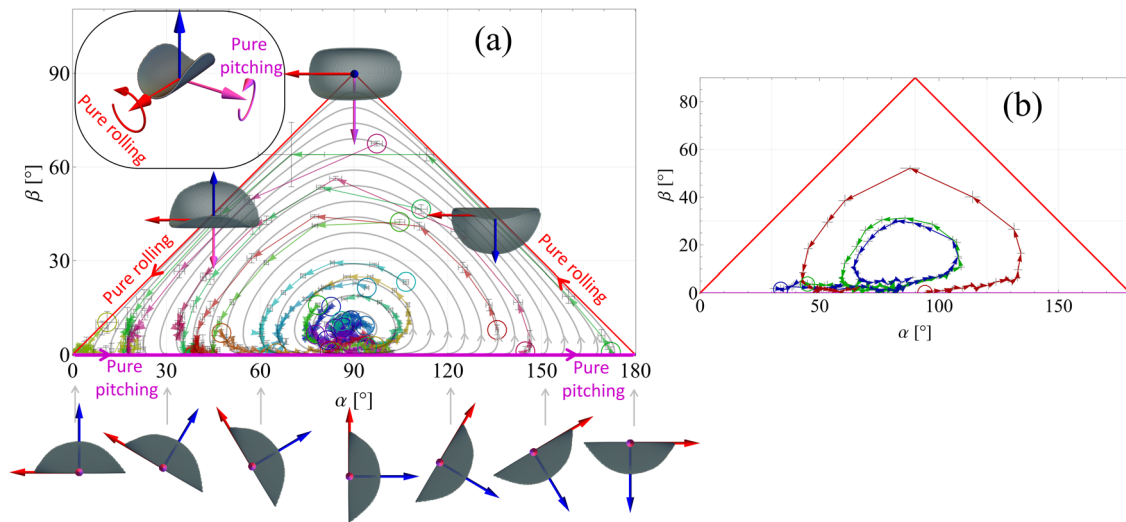 (a)
Pure
pitching
Pure rolling
Pure rolling
Pure rolling
β [°]
90
60
30
0
0
30
60
90
120
150
180
Pure
pitching
α [°]
Pure
pitching
(b)
β [°]
80
60
40
20
0
0
50
100
150
α [°]